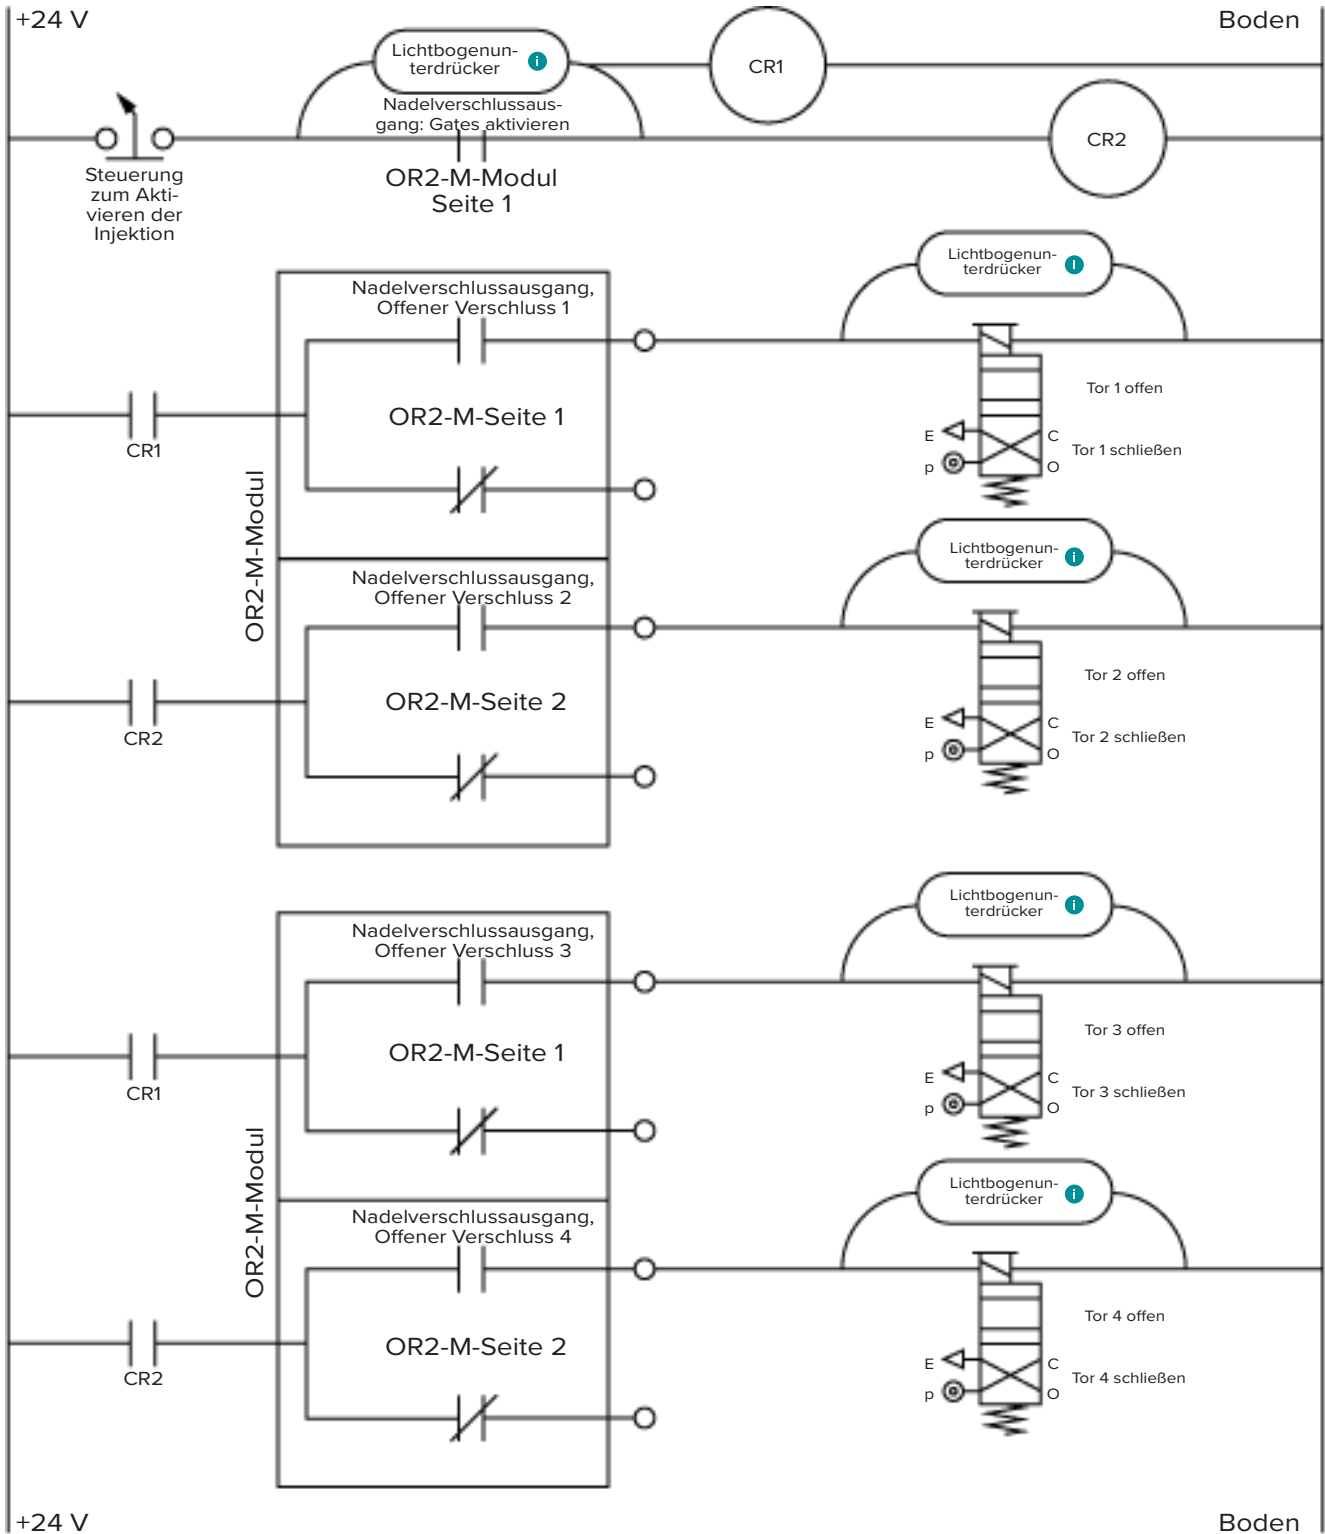 +24 V
Boden
Lichtbogenun-
terdrücker i
CR1
Nadelverschlussaus-
gang: Gates aktivieren
CR2
Steuerung
zum Akti-
vieren der
Injektion
OR2-M-Modul
Seite 1
Lichtbogenun-
terdrücker I
Nadelverschlussausgang,
Offener Verschluss 1
Tor 1 offen
OR2-M-Seite 1
CR1
E
C
Tor 1 schließen
p
O
OR2-M-Modul
Lichtbogenun-
terdrücker i
Nadelverschlussausgang,
Offener Verschluss 2
Tor 2 offen
OR2-M-Seite 2
CR2
E
C
Tor 2 schließen
p
O
Lichtbogenun-
terdrücker i
Nadelverschlussausgang,
Offener Verschluss 3
Tor 3 offen
OR2-M-Seite 1
CR1
E
C
Tor 3 schließen
p
O
OR2-M-Modul
Lichtbogenun-
terdrücker i
Nadelverschlussausgang,
Offener Verschluss 4
Tor 4 offen
OR2-M-Seite 2
CR2
E
C
Tor 4 schließen
p
O
+24 V
Boden